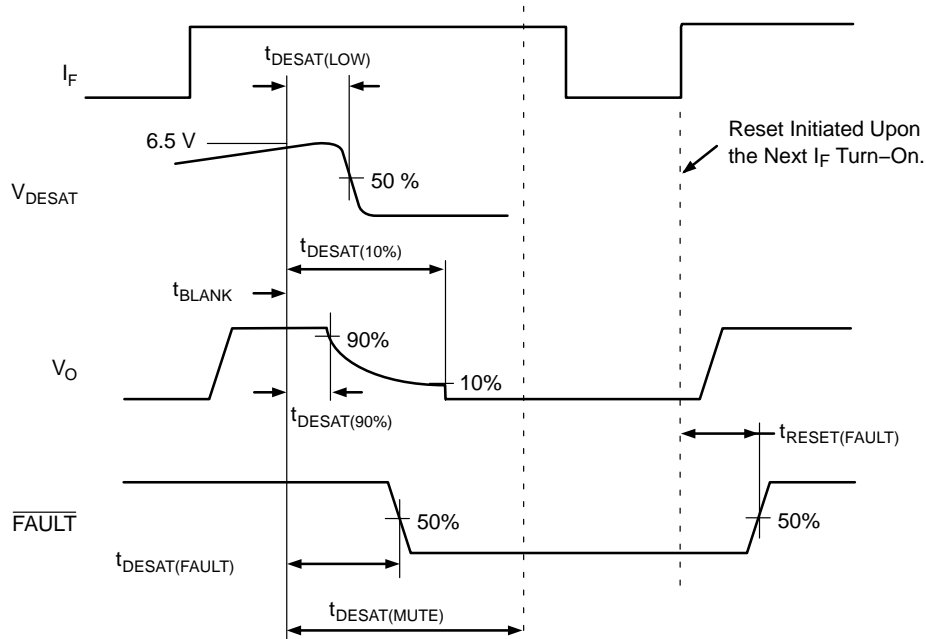 I_F
t_DESAT(LOW)
6.5 V
Reset Initiated Upon
the Next I_F Turn–On.
V_DESAT
50 %
t_DESAT(10%)
t_BLANK
90%
V_O
10%
t_DESAT(90%)
t_RESET(FAULT)
FAULT
50%
50%
t_DESAT(FAULT)
t_DESAT(MUTE)